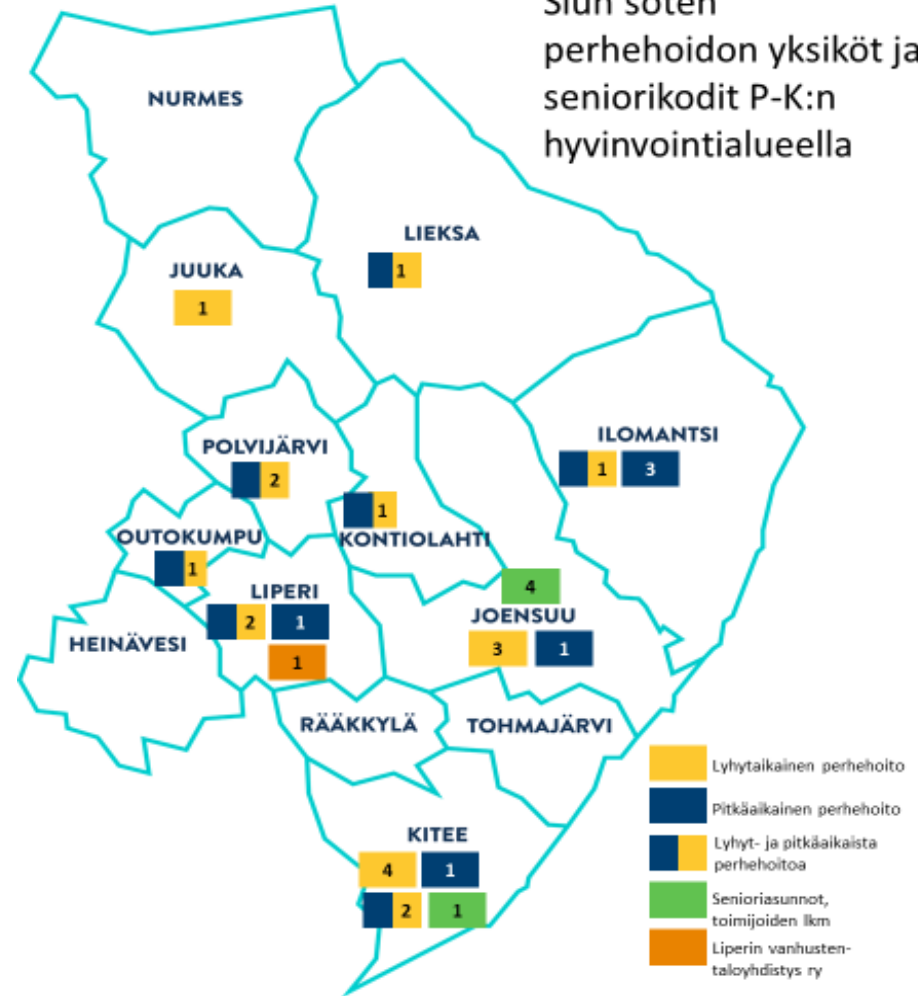 Siun soten
perhehoidon yksiköt ja
seniorikodit P-K:n
hyvinvointialueella
NURMES
LIEKSA
1
JUUKA
1
ILOMANTSI
1 3
POLVIJÄRVI
2
1
KONTIOLAHTI
OUTOKUMPU
1
LIPERI
2 1
1
4
JOENSUU
3 1
HEINÄVESI
RÄÄKKYLÄ
TOHMAJÄRVI
KITEE
4 1
2 1
Lyhytaikainen perhehoito
Pitkäaikainen perhehoito
Lyhyt- ja pitkäaikaista
perhehoitoa
Senioriasunnot,
toimijoiden lkm
Liperin vanhusten-
taloyhdistys ry